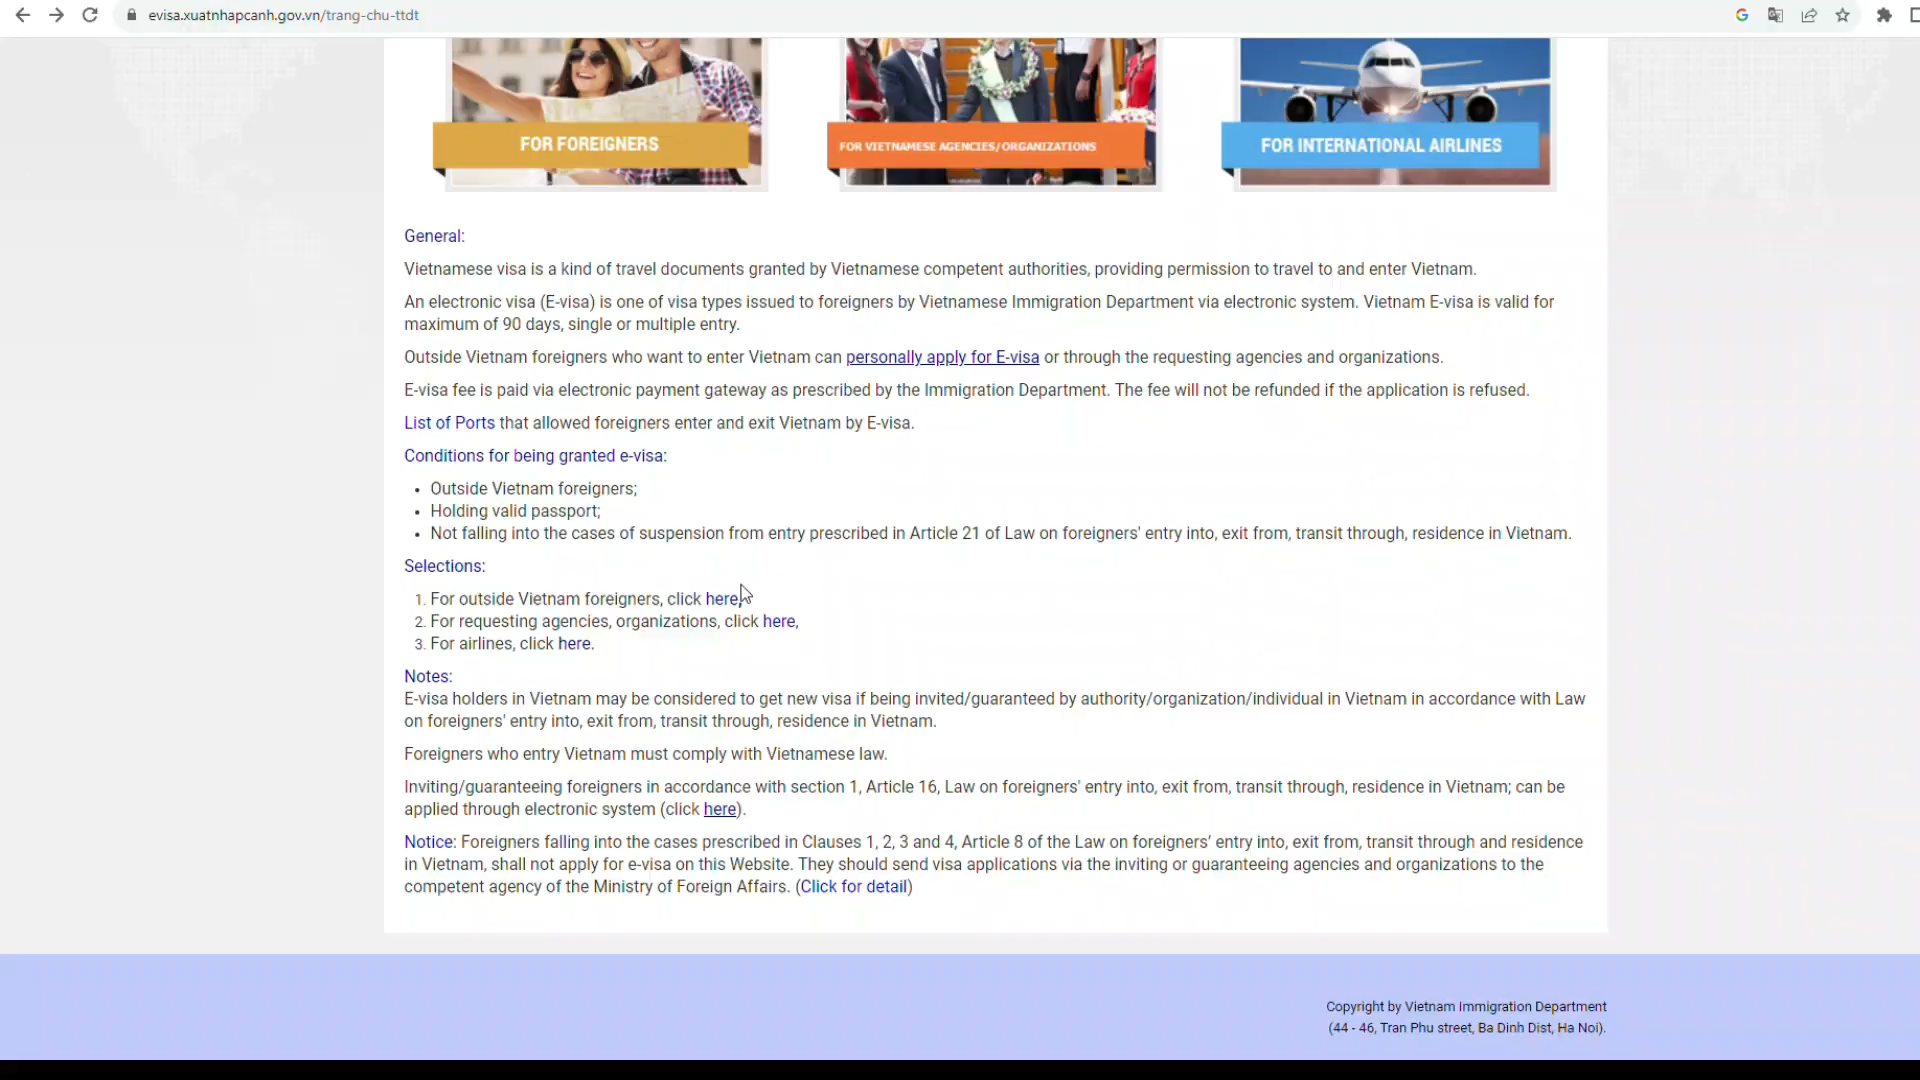 evisa.xuatnhapcanh.gov.vn/trang-chu-ttdt
FOR FOREIGNERS
FOR VIETNAMESE AGENCIES/ORGANIZATIONS
FOR INTERNATIONAL AIRLINES
General:
Vietnamese visa is a kind of travel documents granted by Vietnamese competent authorities, providing permission to travel to and enter Vietnam.
An electronic visa (E-visa) is one of visa types issued to foreigners by Vietnamese Immigration Department via electronic system. Vietnam E-visa is valid for
maximum of 90 days, single or multiple entry.
Outside Vietnam foreigners who want to enter Vietnam can personally apply for E-visa or through the requesting agencies and organizations.
E-visa fee is paid via electronic payment gateway as prescribed by the Immigration Department. The fee will not be refunded if the application is refused.
List of Ports that allowed foreigners enter and exit Vietnam by E-visa.
Conditions for being granted e-visa:
• Outside Vietnam foreigners;
• Holding valid passport;
• Not falling into the cases of suspension from entry prescribed in Article 21 of Law on foreigners' entry into, exit from, transit through, residence in Vietnam.
Selections:
1. For outside Vietnam foreigners, click here,
2. For requesting agencies, organizations, click here,
3. For airlines, click here.
Notes:
E-visa holders in Vietnam may be considered to get new visa if being invited/guaranteed by authority/organization/individual in Vietnam in accordance with Law
on foreigners' entry into, exit from, transit through, residence in Vietnam.
Foreigners who entry Vietnam must comply with Vietnamese law.
Inviting/guaranteeing foreigners in accordance with section 1, Article 16, Law on foreigners' entry into, exit from, transit through, residence in Vietnam; can be
applied through electronic system (click here).
Notice: Foreigners falling into the cases prescribed in Clauses 1, 2, 3 and 4, Article 8 of the Law on foreigners’ entry into, exit from, transit through and residence
in Vietnam, shall not apply for e-visa on this Website. They should send visa applications via the inviting or guaranteeing agencies and organizations to the
competent agency of the Ministry of Foreign Affairs. (Click for detail)
Copyright by Vietnam Immigration Department
(44 - 46, Tran Phu street, Ba Dinh Dist, Ha Noi).